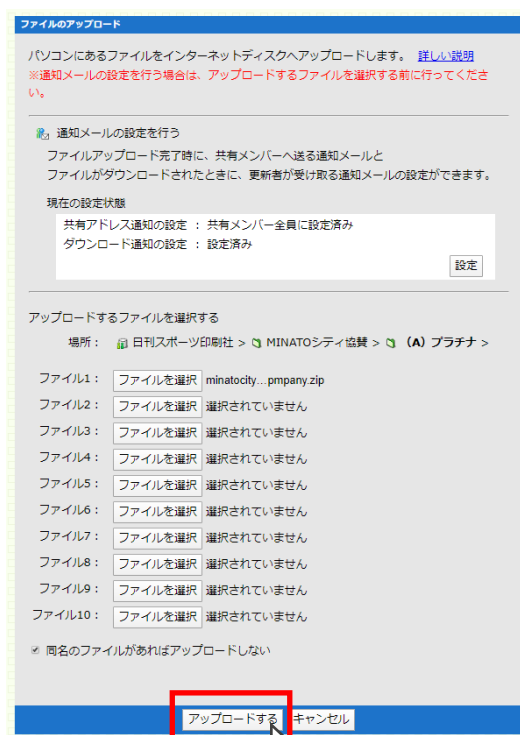 ファイルのアップロード
パソコンにあるファイルをインターネットディスクへアップロードします。 詳しい説明
※通知メールの設定を行う場合は、アップロードするファイルを選択する前に行ってくださ
い。
通知メールの設定を行う
ファイルアップロード完了時に、共有メンバーへ送る通知メールと
ファイルがダウンロードされたときに、更新者が受け取る通知メールの設定ができます。
現在の設定状態
共有アドレス通知の設定 : 共有メンバー全員に設定済み
ダウンロード通知の設定 : 設定済み
設定
アップロードするファイルを選択する
場所: 日刊スポーツ印刷社 > MINATOシティ協賛 > (A) プラチナ >
ファイル1: ファイルを選択 minatocity…pmpany.zip
ファイル2: ファイルを選択 選択されていません
ファイル3: ファイルを選択 選択されていません
ファイル4: ファイルを選択 選択されていません
ファイル5: ファイルを選択 選択されていません
ファイル6: ファイルを選択 選択されていません
ファイル7: ファイルを選択 選択されていません
ファイル8: ファイルを選択 選択されていません
ファイル9: ファイルを選択 選択されていません
ファイル10: ファイルを選択 選択されていません
同名のファイルがあればアップロードしない
アップロードする キャンセル